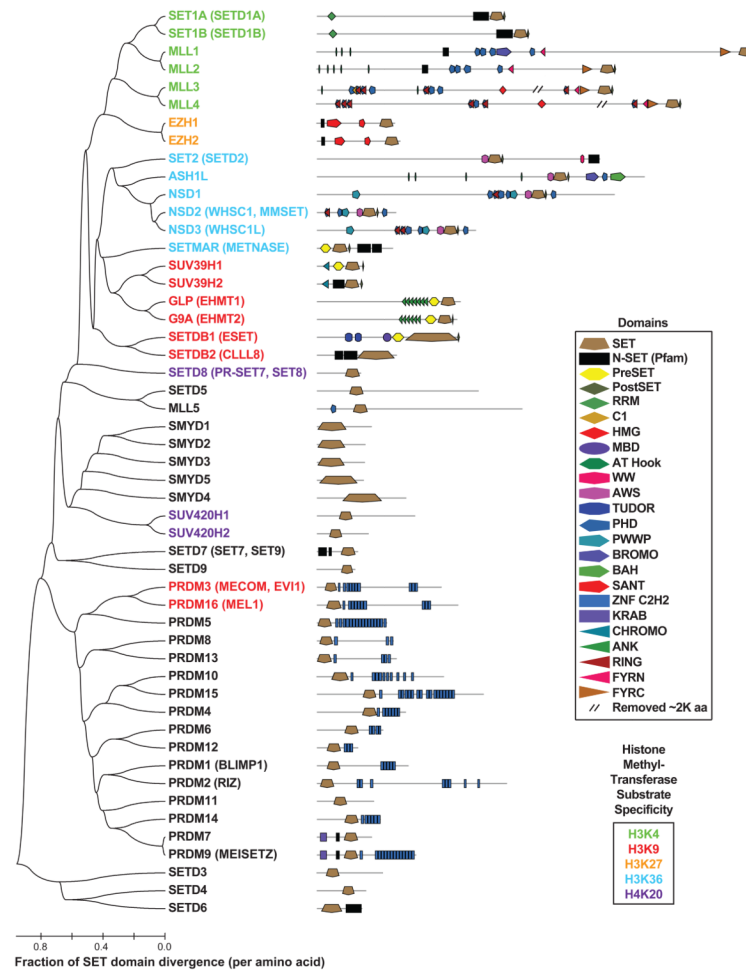 SET1A (SETD1A)
SET1B (SETD1B)
MLL1
MLL2
MLL3
MLL4
EZH1
EZH2
SET2 (SETD2)
ASH1L
NSD1
NSD2 (WHSC1, MMSET)
NSD3 (WHSC1L)
SETMAR (METNASE)
SUV39H1
SUV39H2
GLP (EHMT1)
G9A (EHMT2)
SETDB1 (ESET)
SETDB2 (CLLL8)
SETD8 (PR-SET7, SET8)
SETD5
MLL5
SMYD1
SMYD2
SMYD3
SMYD5
SMYD4
SUV420H1
SUV420H2
SETD7 (SET7, SET9)
SETD9
PRDM3 (MECOM, EVI1)
PRDM16 (MEL1)
PRDM5
PRDM8
PRDM13
PRDM10
PRDM15
PRDM4
PRDM6
PRDM12
PRDM1 (BLIMP1)
PRDM2 (RIZ)
PRDM11
PRDM14
PRDM7
PRDM9 (MEISETZ)
SETD3
SETD4
SETD6
0.8 0.4 0.0
Fraction of SET domain divergence (per amino acid)
Domains
SET
N-SET (Pfam)
PreSET
PostSET
RRM
C1
HMG
MBD
AT Hook
WW
AWS
TUDOR
PHD
PWWP
BROMO
BAH
SANT
ZNF C2H2
KRAB
CHROMO
ANK
RING
FYRN
FYRC
// Removed ~2K aa
Histone
Methyl-
Transferase
Substrate
Specificity
H3K4
H3K9
H3K27
H3K36
H4K20